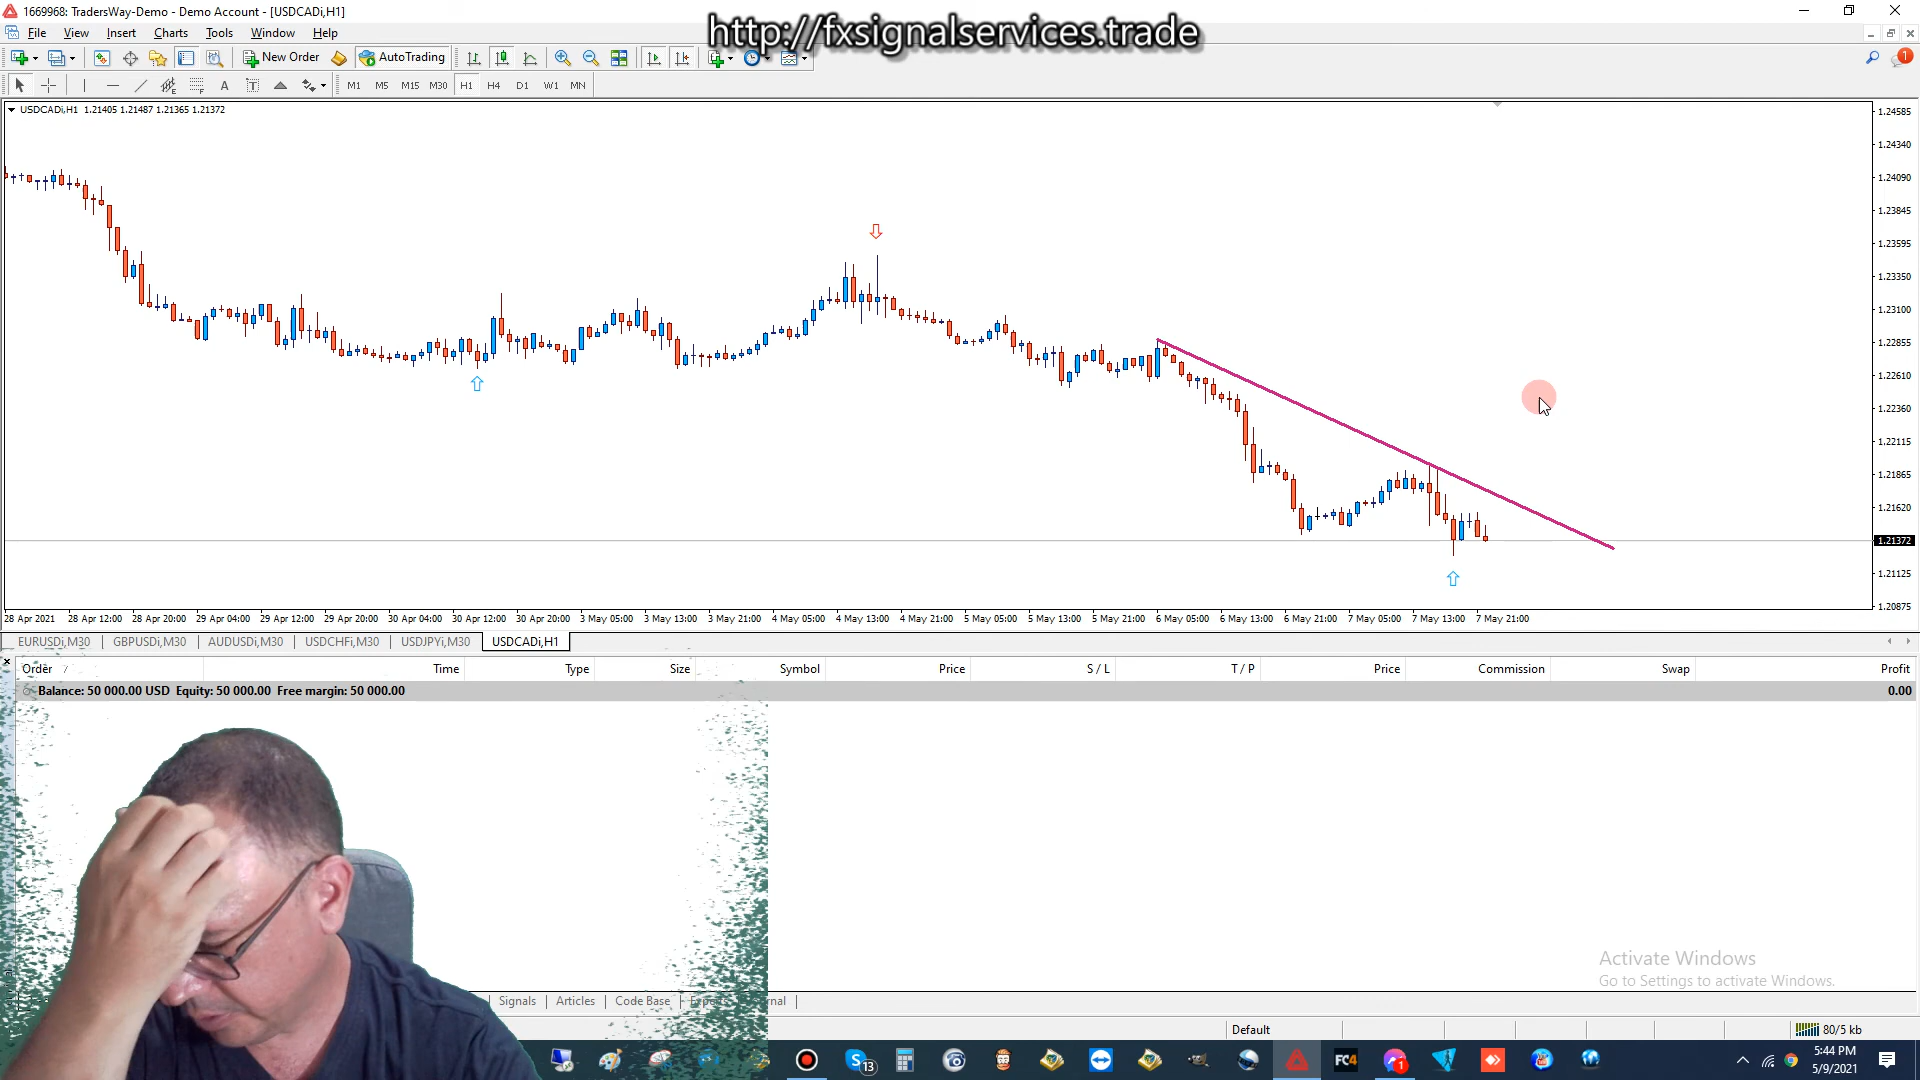 1669968: TradersWay-Demo - Demo Account - [USDCADi,H1]
http://fxsignalservices.trade
File View Insert Charts Tools Window Help
New Order AutoTrading
1
A T M1 M5 M15 M30 H1 H4 D1 W1 MN
USDCADi,H1 1.21405 1.21487 1.21365 1.21372
1.24585
1.24340
1.24090
1.23845
1.23595
1.23350
1.23100
1.22855
1.22610
1.22360
1.22115
1.21865
1.21620
1.21372
1.21125
1.20875
28 Apr 2021 28 Apr 12:00 28 Apr 20:00 29 Apr 04:00 29 Apr 12:00 29 Apr 20:00 30 Apr 04:00 30 Apr 12:00 30 Apr 20:00 3 May 05:00 3 May 13:00 3 May 21:00 4 May 05:00 4 May 13:00 4 May 21:00 5 May 05:00 5 May 13:00 5 May 21:00 6 May 05:00 6 May 13:00 6 May 21:00 7 May 05:00 7 May 13:00 7 May 21:00
EURUSDi,M30 GBPUSDi,M30 AUDUSDi,M30 USDCHFi,M30 USDJPYi,M30 USDCADi,H1
Order Time Type Size Symbol Price S / L T / P Price Commission Swap Profit
Balance: 50 000.00 USD Equity: 50 000.00 Free margin: 50 000.00 0.00
Activate Windows
Go to Settings to activate Windows.
Signals Articles Code Base
Default 80/5 kb
13 FC4 1 5:44 PM
5/9/2021